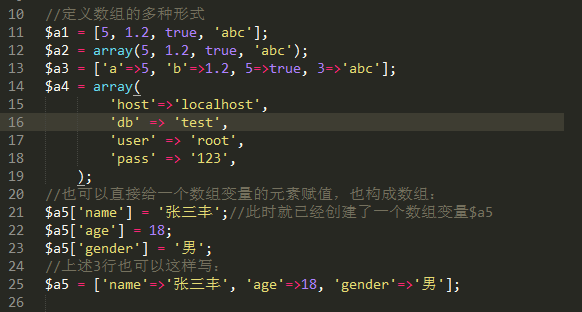 10 //定义数组的多种形式
11 $a1 = [5, 1.2, true, 'abc'];
12 $a2 = array(5, 1.2, true, 'abc');
13 $a3 = ['a'=>5, 'b'=>1.2, 5=>true, 3=>'abc'];
14 $a4 = array(
15 'host'=>'localhost',
16 'db' => 'test',
17 'user' => 'root',
18 'pass' => '123',
19 );
20 //也可以直接给一个数组变量的元素赋值，也构成数组：
21 $a5['name'] = '张三丰';//此时就已经创建了一个数组变量$a5
22 $a5['age'] = 18;
23 $a5['gender'] = '男';
24 //上述3行也可以这样写：
25 $a5 = ['name'=>'张三丰', 'age'=>18, 'gender'=>'男'];
26